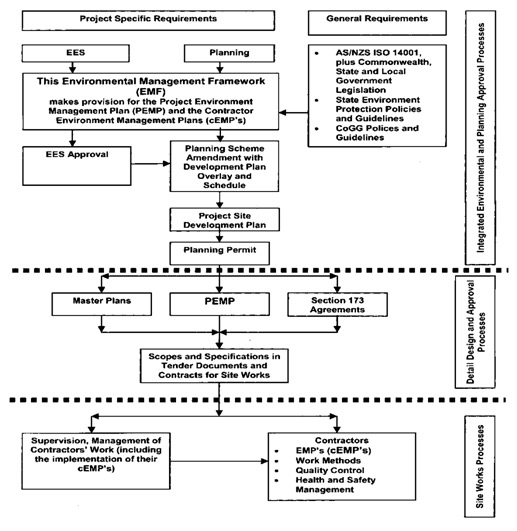 Project Specific Requirements
General Requirements
EES
Planning
This Environmental Management Framework
(EMF)
makes provision for the Project Environment
Management Plan (PEMP) and the Contractor
Environment Management Plans (cEMP's)
• AS/NZS ISO 14001,
plus Commonwealth,
State and Local
Government
Legislation
• State Environment
Protection Policies and
Guidelines
• CoGG Polices and
Guidelines
EES Approval
Planning Scheme
Amendment with
Development Plan
Overlay and
Schedule
Project Site
Development Plan
Planning Permit
Integrated Environmental and Planning Approval Processes
Master Plans
PEMP
Section 173
Agreements
Scopes and Specifications in
Tender Documents and
Contracts for Site Works
Detail Design and Approval
Processes
Supervision, Management of
Contractors' Work (including
the implementation of their
cEMP's)
Contractors
• EMP's (cEMP's)
• Work Methods
• Quality Control
• Health and Safety
Management
Site Works Processes